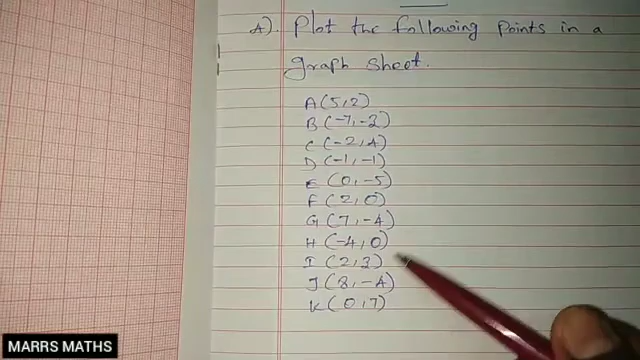 A). Plot the following points in a
graph sheet.
A(5,2)
B(-7,-3)
C(-2,4)
D(-1,-1)
E(0,-5)
F(2,0)
G(7,-4)
H(-4,0)
I(2,3)
J(8,-4)
K(0,7)
MARRS MATHS